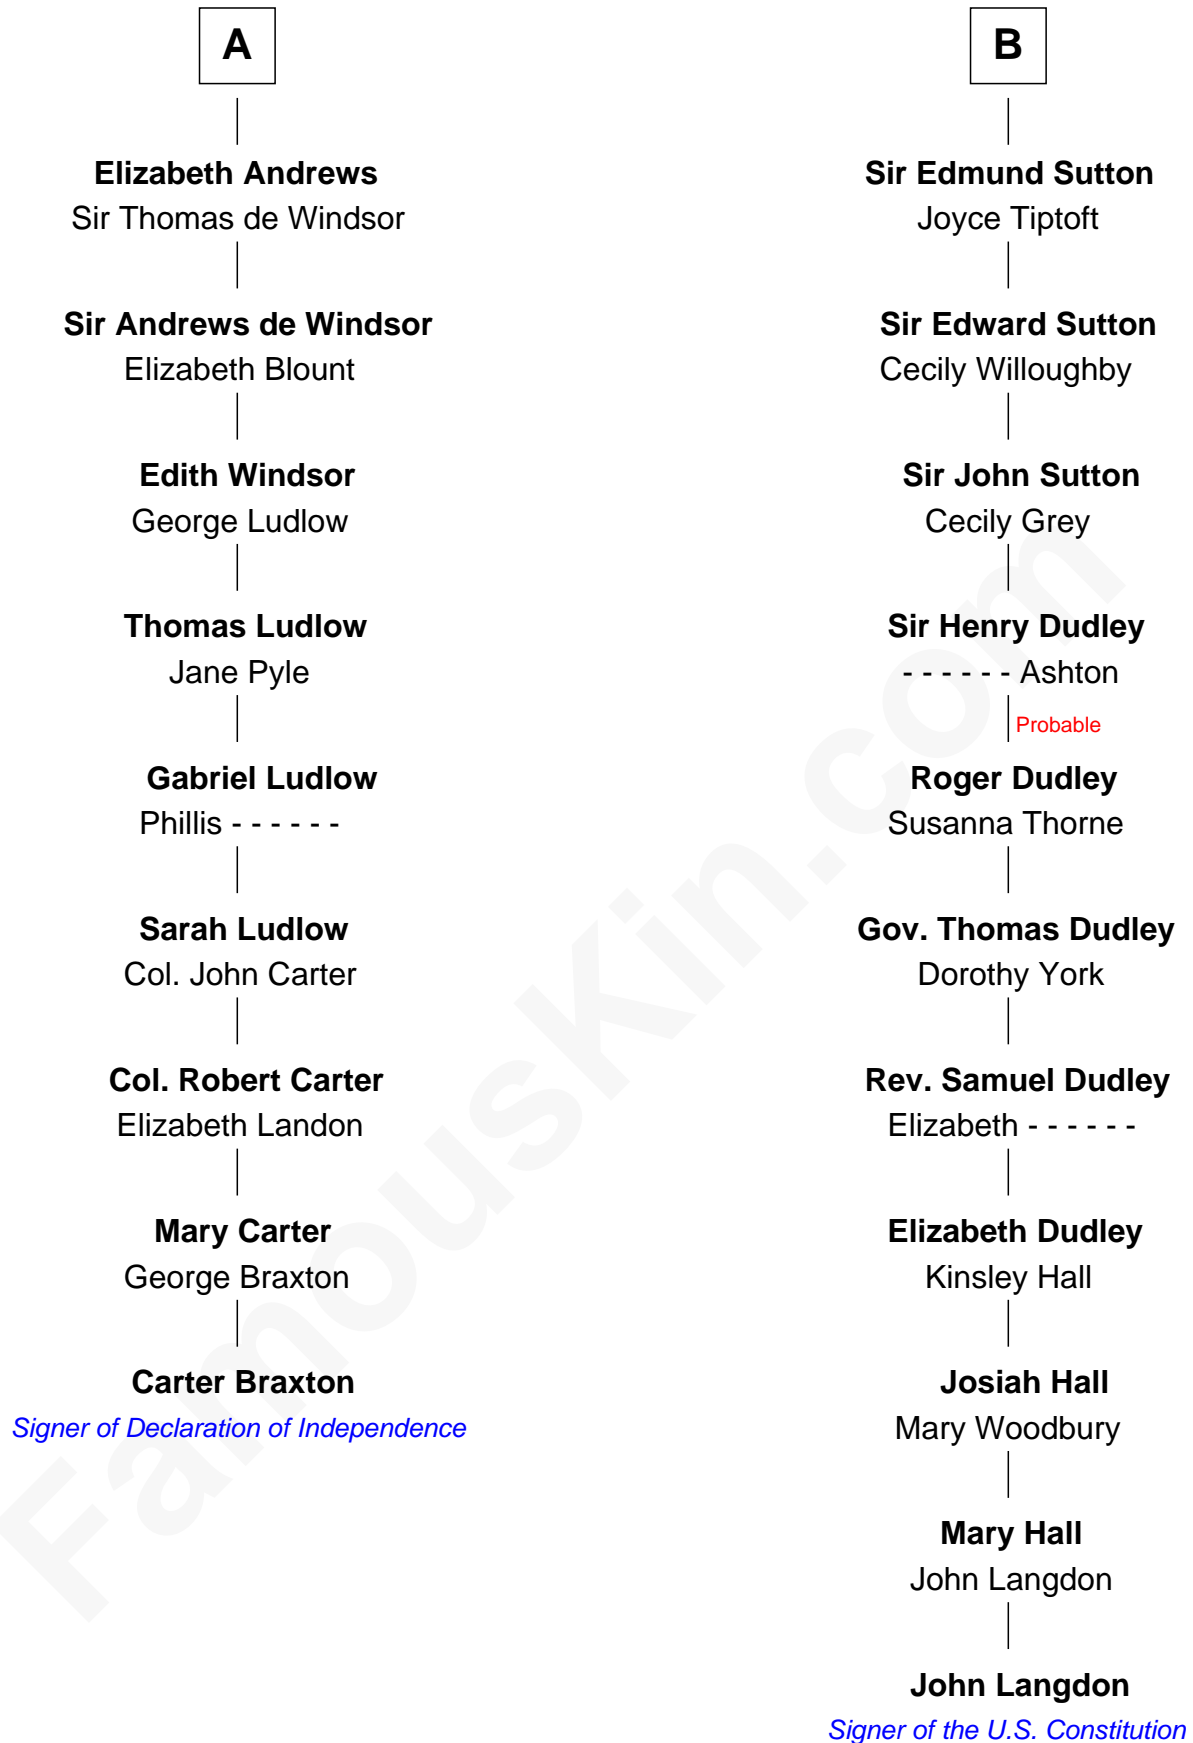 A
Elizabeth Andrews
Sir Thomas de Windsor
Sir Andrews de Windsor
Elizabeth Blount
Edith Windsor
George Ludlow
Thomas Ludlow
Jane Pyle
Gabriel Ludlow
Phillis - - - - - -
Sarah Ludlow
Col. John Carter
Col. Robert Carter
Elizabeth Landon
Mary Carter
George Braxton
Carter Braxton
Signer of Declaration of Independence
B
Sir Edmund Sutton
Joyce Tiptoft
Sir Edward Sutton
Cecily Willoughby
Sir John Sutton
Cecily Grey
Sir Henry Dudley
- - - - - - Ashton
Probable
Roger Dudley
Susanna Thorne
Gov. Thomas Dudley
Dorothy York
Rev. Samuel Dudley
Elizabeth - - - - - -
Elizabeth Dudley
Kinsley Hall
Josiah Hall
Mary Woodbury
Mary Hall
John Langdon
John Langdon
Signer of the U.S. Constitution
FamousKin.com